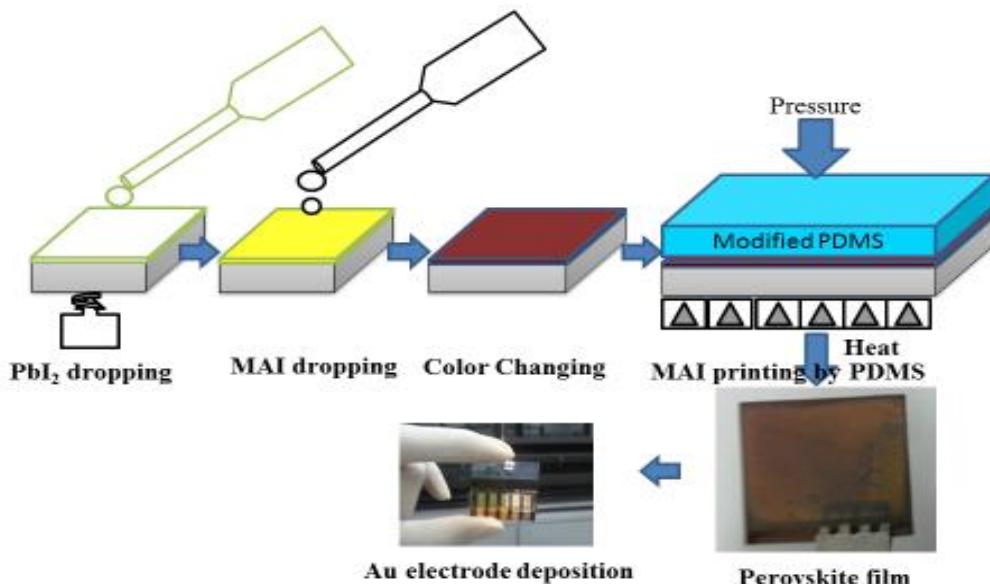 Pressure
Modified PDMS
PbI₂ dropping
MAI dropping
Color Changing
Heat
MAI printing by PDMS
Au electrode deposition
Perovskite film